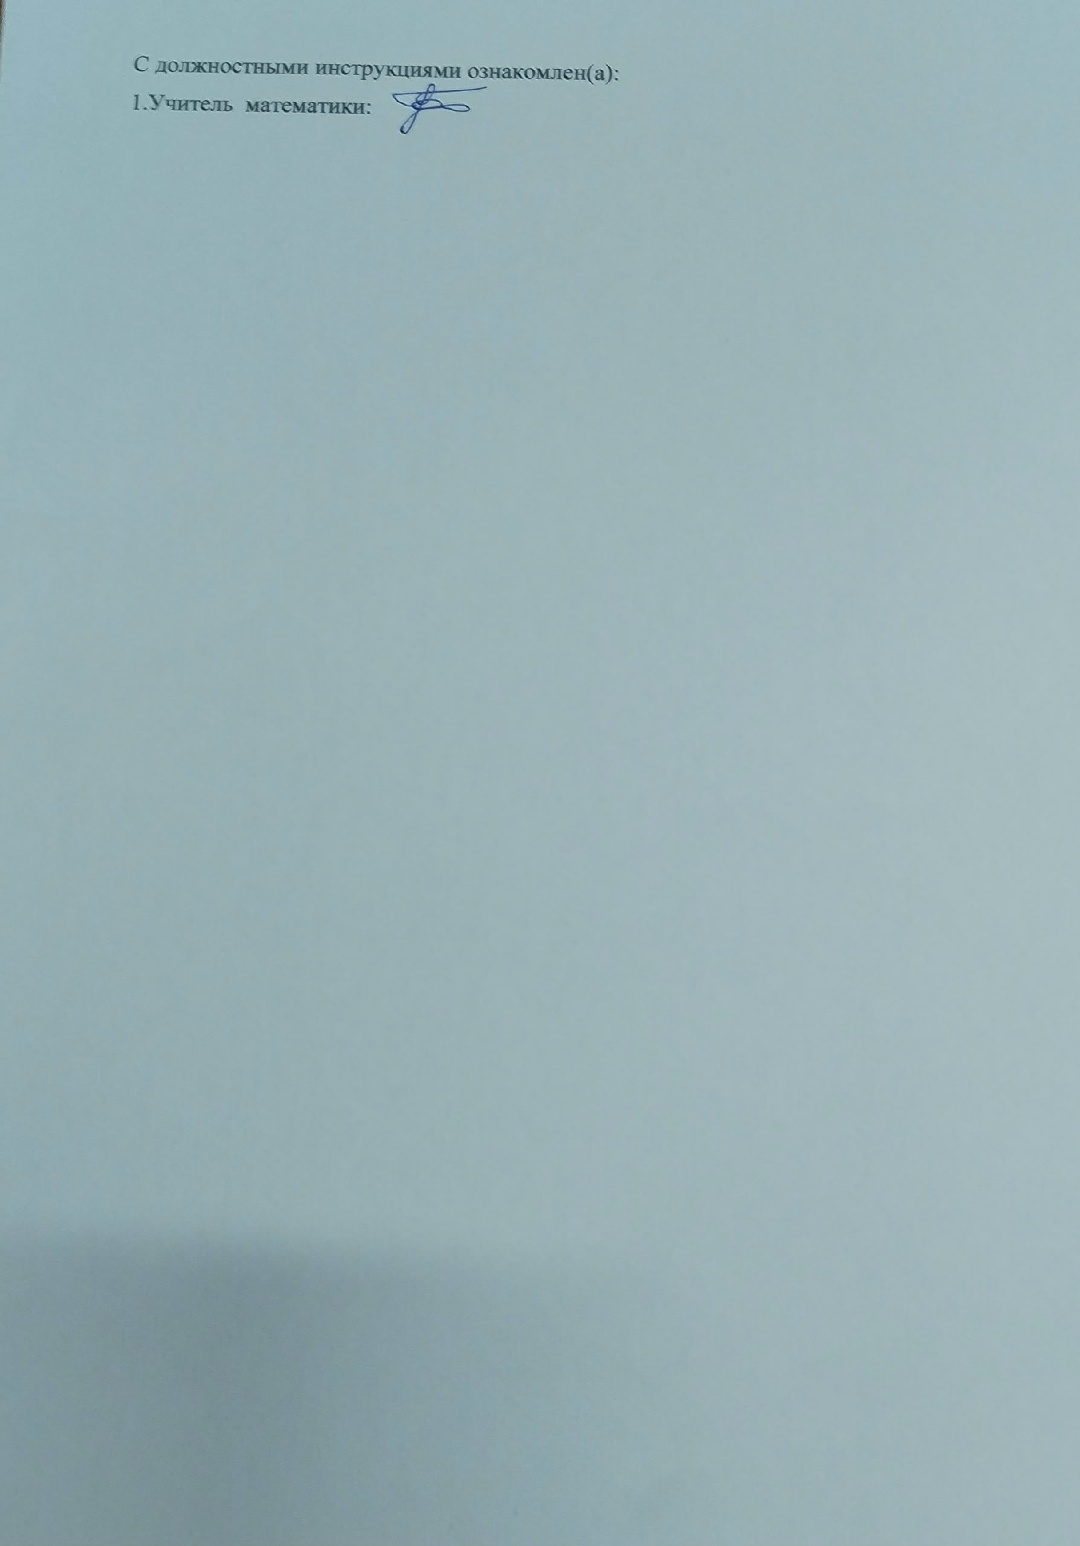 С должностными инструкциями ознакомлен(а):
1.Учитель математики: